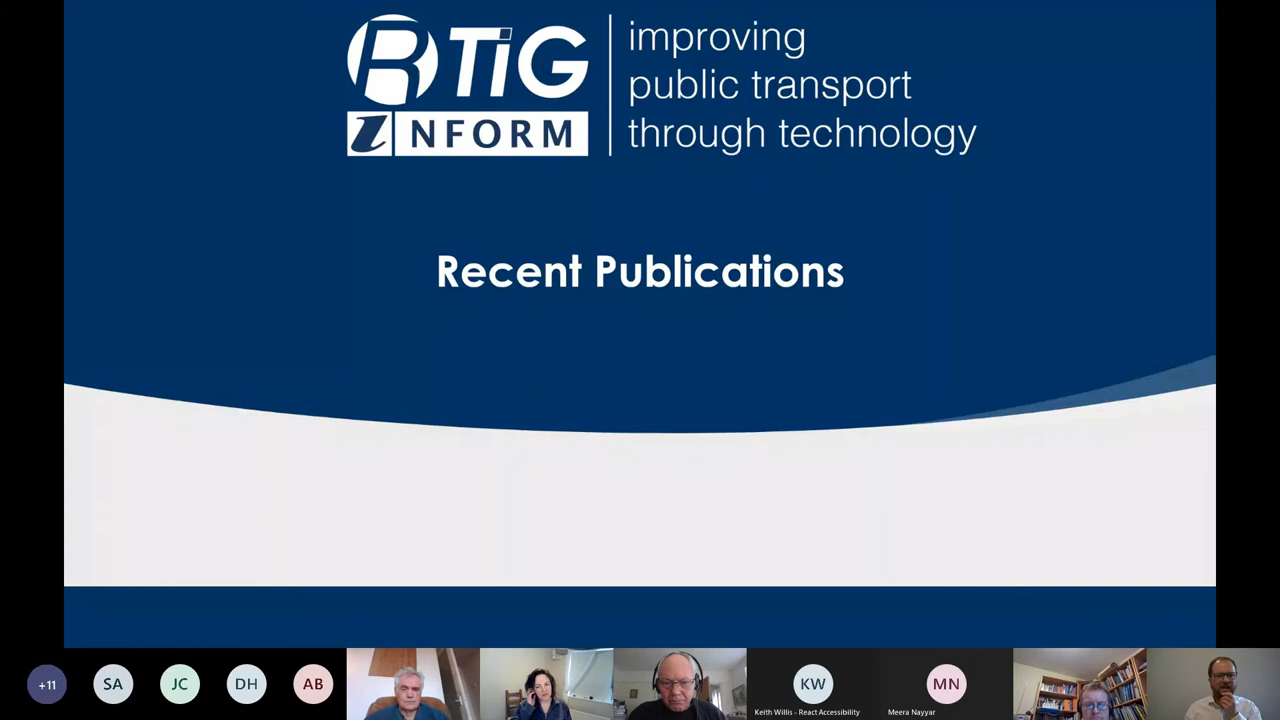 RTiG
iNFORM
improving
public transport
through technology
Recent Publications
+11
SA
JC
DH
AB
KW
Keith Willis - React Accessibility
MN
Meera Nayyar